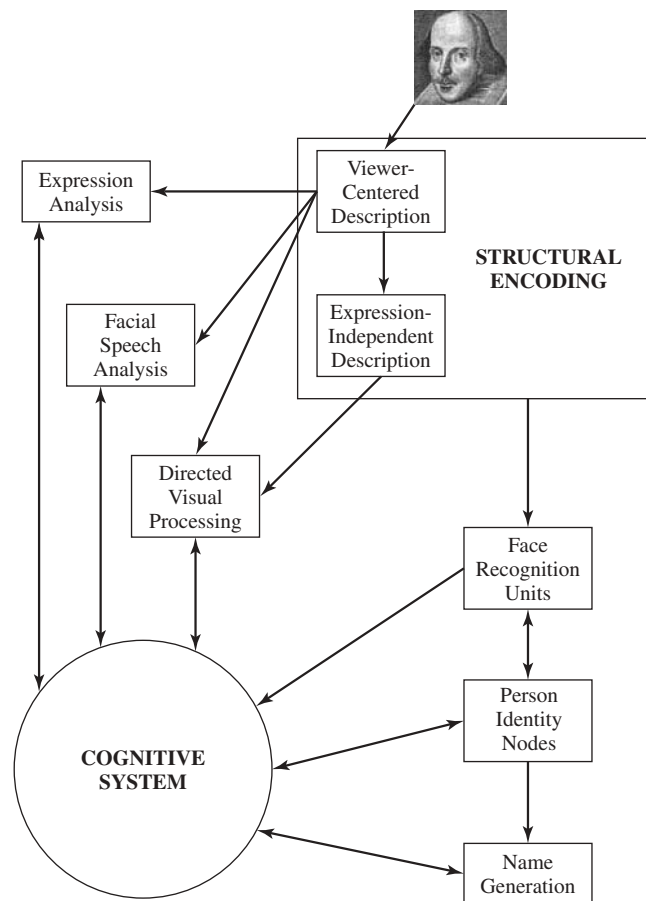 Viewer-
Centered
Description
Expression
Analysis
STRUCTURAL
ENCODING
Expression-
Independent
Description
Facial
Speech
Analysis
Directed
Visual
Processing
Face
Recognition
Units
Person
Identity
Nodes
COGNITIVE
SYSTEM
Name
Generation